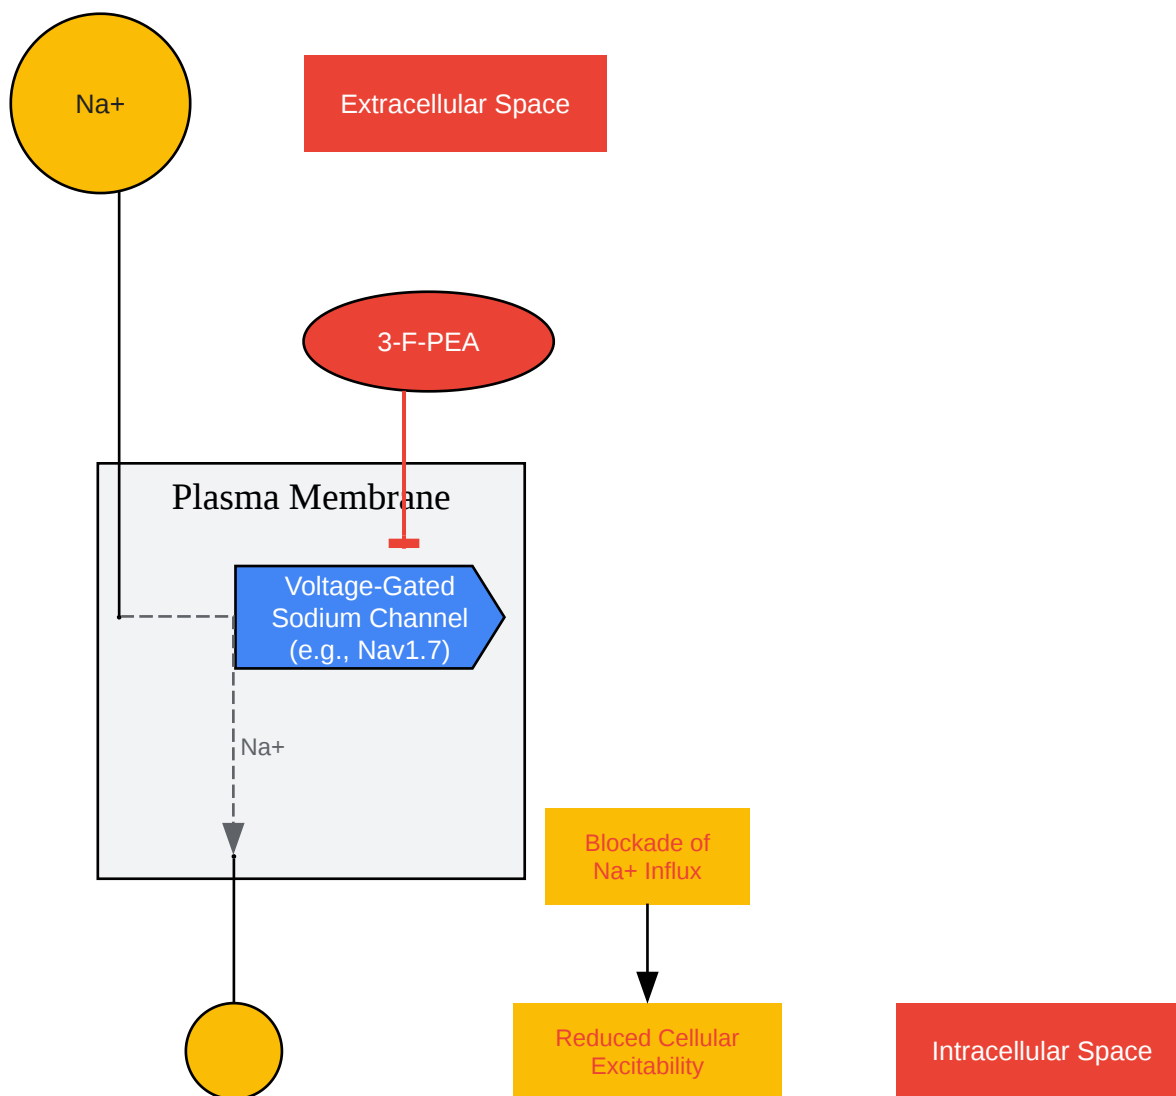 Na+
Extracellular Space
3-F-PEA
Plasma Membrane
Voltage-Gated
Sodium Channel
(e.g., Nav1.7)
Na+
Blockade of
Na+ Influx
Reduced Cellular
Excitability
Intracellular Space